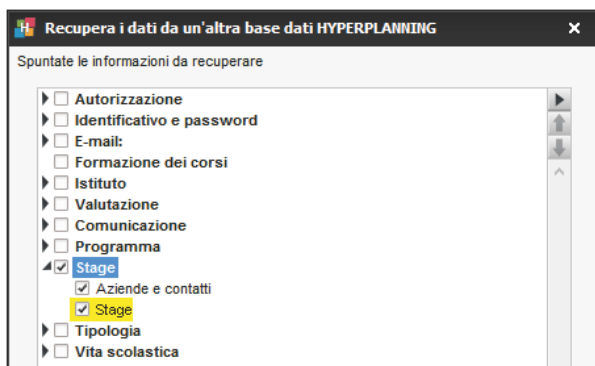 H Recupera i dati da un'altra base dati HYPERPLANNING
Spuntate le informazioni da recuperare
Autorizzazione
Identificativo e password
E-mail:
Formazione dei corsi
Istituto
Valutazione
Comunicazione
Programma
Stage
Aziende e contatti
Stage
Tipologia
Vita scolastica